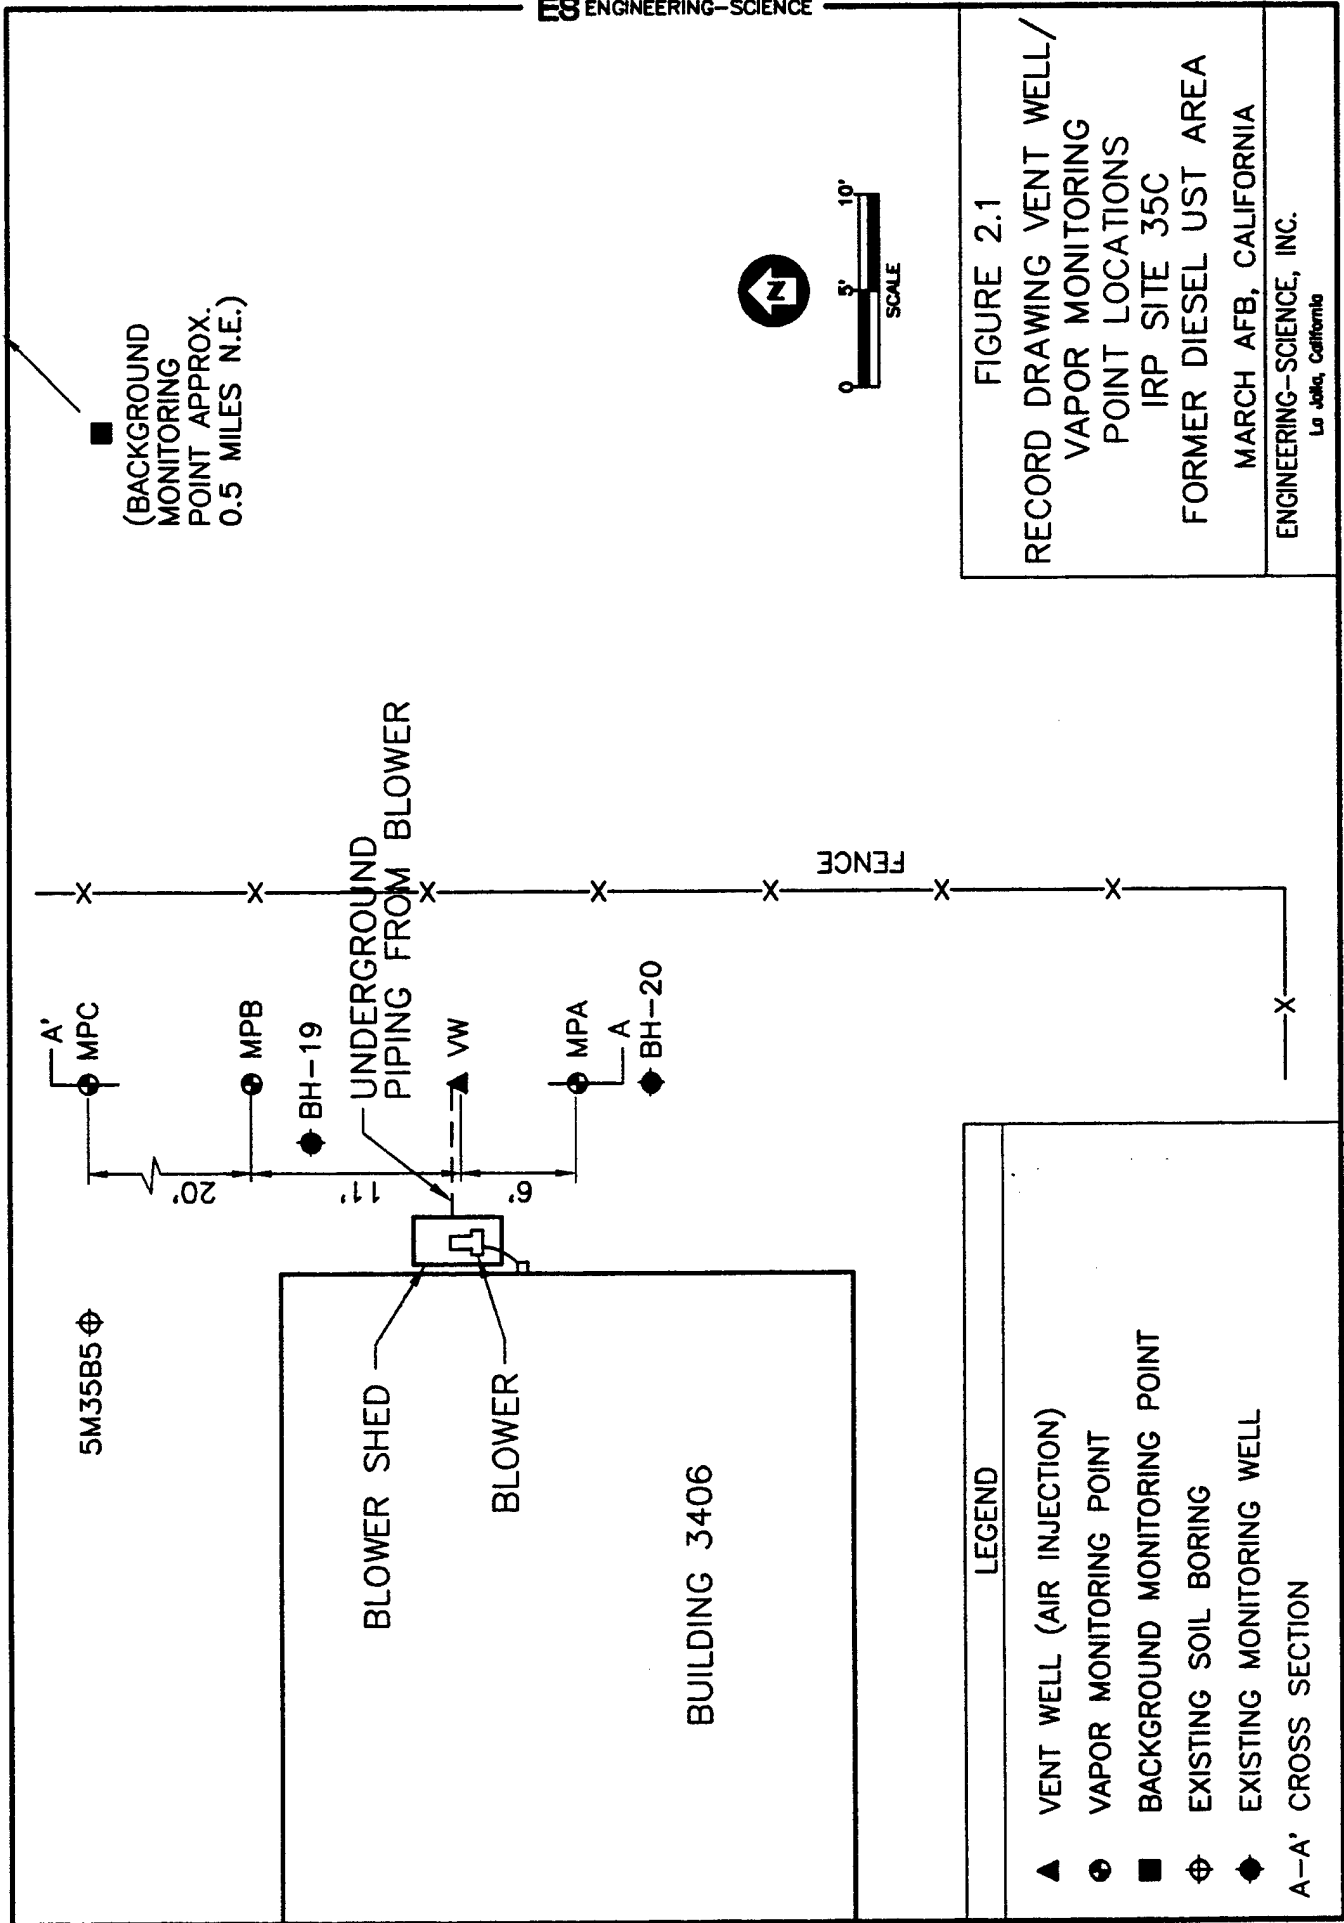 ES ENGINEERING-SCIENCE
5M35B5
A'
MPC
MPB
BH-19
20'
11'
6'
UNDERGROUND
PIPING FROM BLOWER
VW
MPA
A
BH-20
(BACKGROUND
MONITORING
POINT APPROX.
0.5 MILES N.E.)
BLOWER SHED
BLOWER
BUILDING 3406
X
X
X
X
X
X
X
X
FENCE
N
0
5'
10'
SCALE
LEGEND
VENT WELL (AIR INJECTION)
VAPOR MONITORING POINT
BACKGROUND MONITORING POINT
EXISTING SOIL BORING
EXISTING MONITORING WELL
A-A' CROSS SECTION
FIGURE 2.1
RECORD DRAWING VENT WELL/
VAPOR MONITORING
POINT LOCATIONS
IRP SITE 35C
FORMER DIESEL UST AREA
MARCH AFB, CALIFORNIA
ENGINEERING-SCIENCE, INC.
La Jolla, California